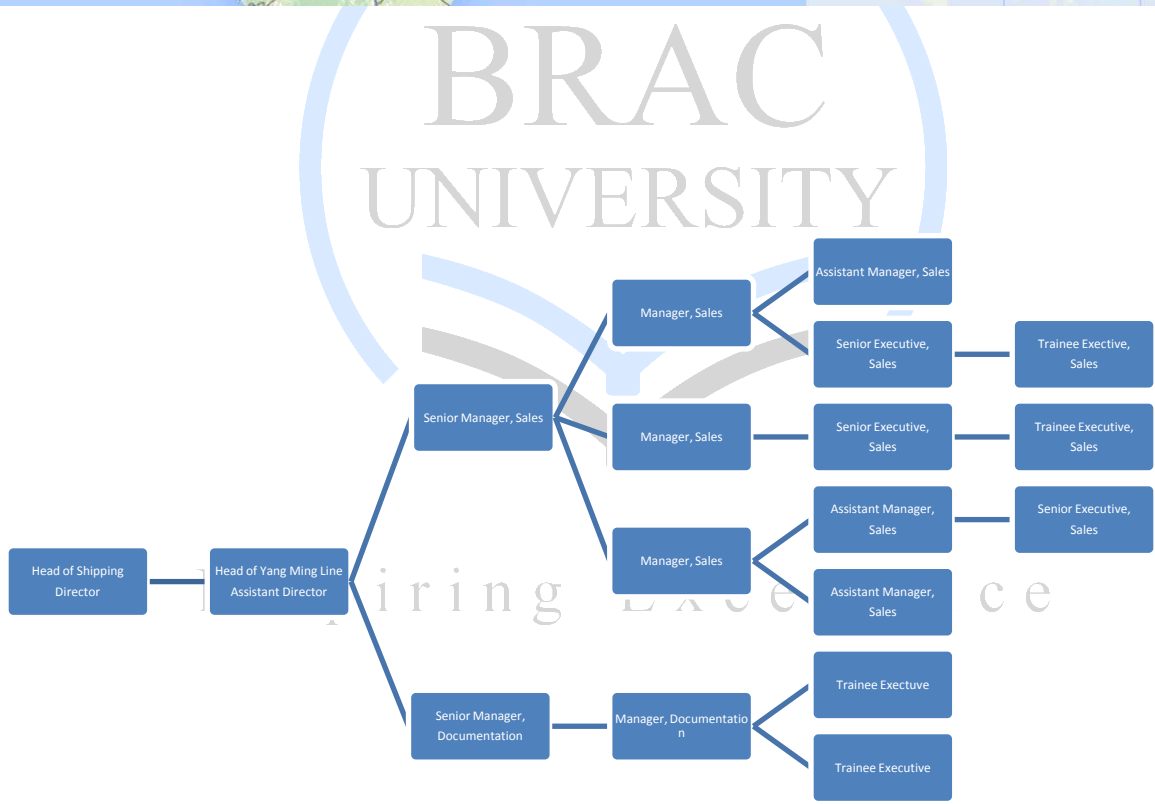 BRAC
UNIVERSITY
Assistant Manager, Sales
Manager, Sales
Senior Executive,
Sales
Trainee Exective,
Sales
Senior Manager, Sales
Manager, Sales
Senior Executive,
Sales
Trainee Executive,
Sales
Assistant Manager,
Sales
Senior Executive,
Sales
Manager, Sales
Head of Shipping
Director
Head of Yang Ming Line
Assistant Director
Assistant Manager,
Sales
Trainee Exectuve
Senior Manager,
Documentation
Manager, Documentatio
n
Trainee Executive